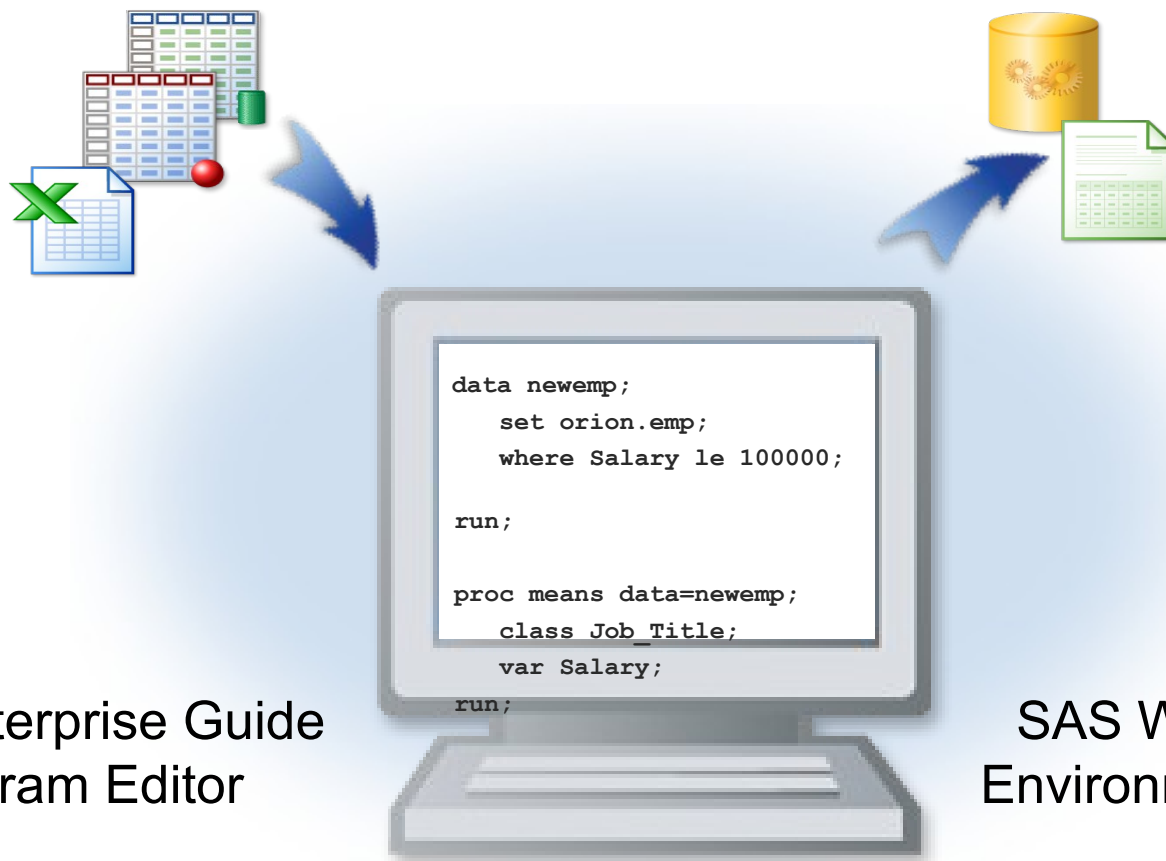 data newemp;
set orion.emp;
where Salary le 100000;
run;
proc means data=newemp;
class Job_Title;
var Salary;
run;
terprise Guide
ram Editor
SAS W
Environ